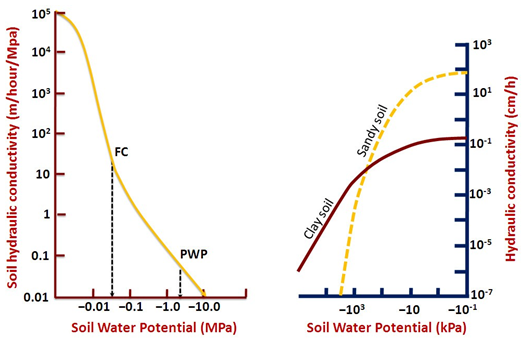 Soil hydraulic conductivity (m/hour/Mpa)
10⁵
10⁴
10³
10²
10
1
0.1
0.01
FC
PWP
−0.01 −0.1 −1.0 −10.0
Soil Water Potential (MPa)
Clay soil
Sandy soil
10³
10¹
10⁻¹
10⁻³
10⁻⁵
10⁻⁷
Hydraulic conductivity (cm/h)
−10³ −10 −10⁻¹
Soil Water Potential (kPa)